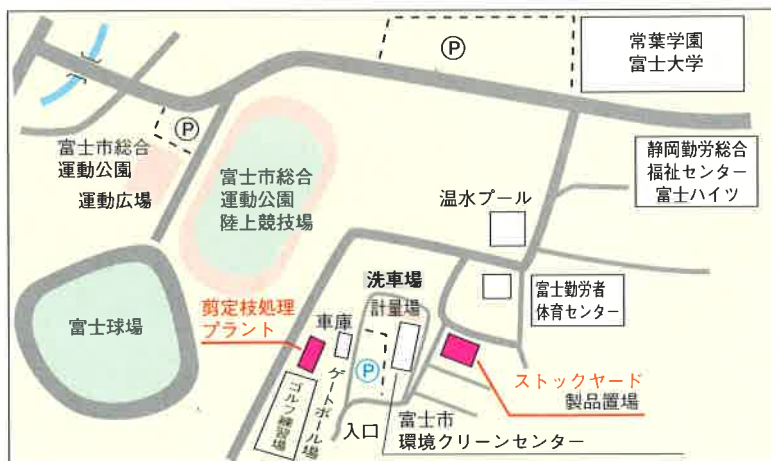 常葉学園
富士大学
Ⓟ
Ⓟ
富士市総合
運動公園
運動広場
富士市総合
運動公園
陸上競技場
静岡勤労総合
福祉センター
富士ハイツ
温水プール
洗車場
計量場
富士勤労者
体育センター
富士球場
剪定枝処理
プラント
車庫
Ⓟ
ゲートボール場
ゴルフ練習場
入口
富士市
環境クリーンセンター
ストックヤード
製品置場